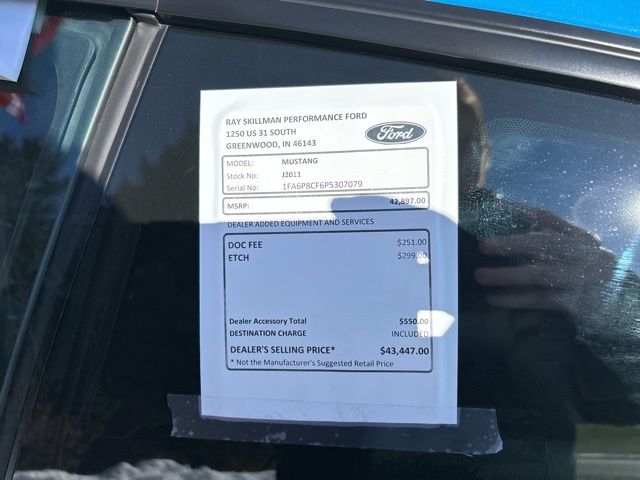 RAY SKILLMAN PERFORMANCE FORD
1250 US 31 SOUTH
GREENWOOD, IN 46143
Ford
MODEL: MUSTANG
Stock No: J2011
Serial No: 1FA6P8CF6P5307079
MSRP: 42,897.00
DEALER ADDED EQUIPMENT AND SERVICES
DOC FEE $251.00
ETCH $299.00
Dealer Accessory Total $550.00
DESTINATION CHARGE INCLUDED
DEALER'S SELLING PRICE* $43,447.00
* Not the Manufacturer's Suggested Retail Price